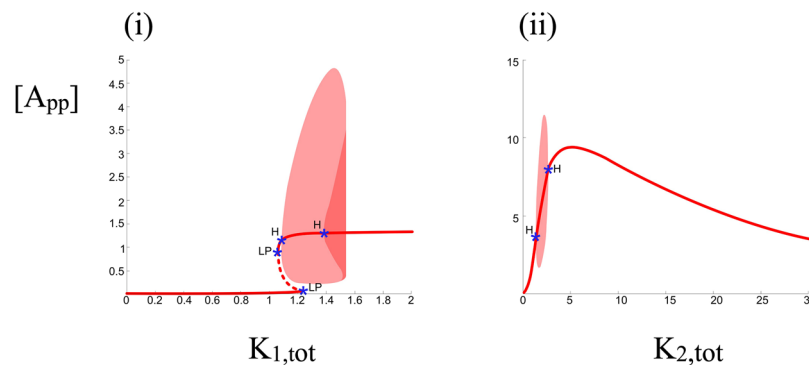 (i)
(ii)
[App]
5
4.5
4
3.5
3
2.5
2
1.5
1
0.5
H
H
LP
LP
0 0.2 0.4 0.6 0.8 1 1.2 1.4 1.6 1.8 2
K1,tot
15
10
5
H
H
0 5 10 15 20 25 30
K2,tot